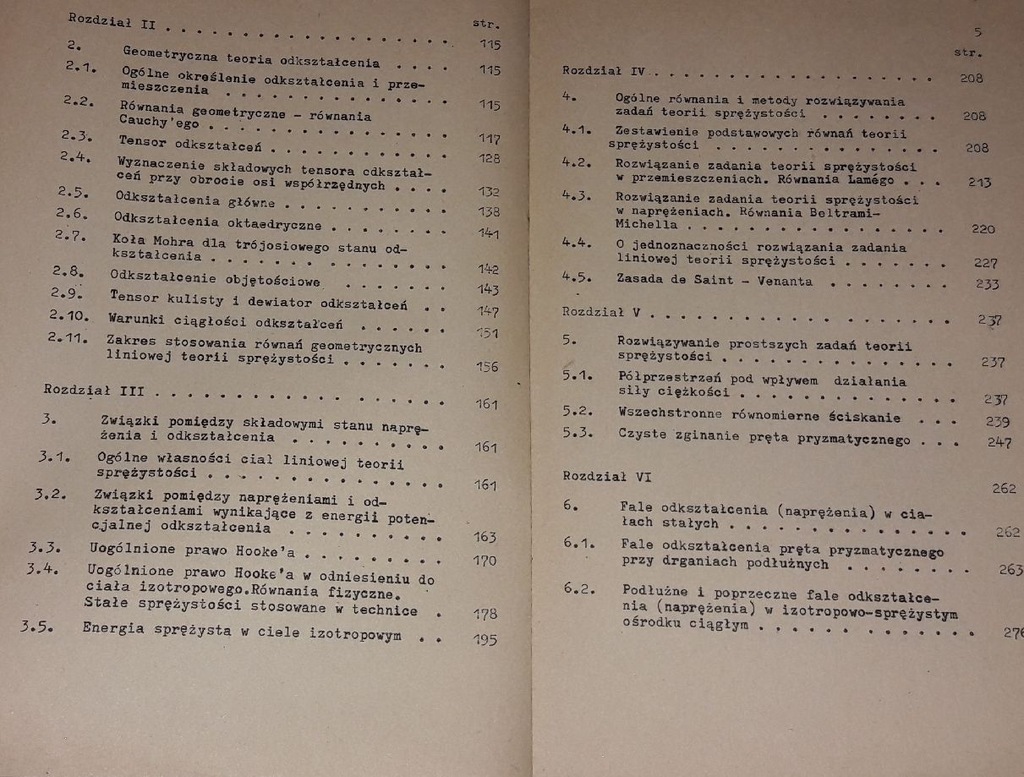 str.
Rozdział II . . . . . . . . . . . . . . . . . . . 115
2. Geometryczna teoria odkształcenia . . . . 115
2.1. Ogólne określenie odkształcenia i prze-
mieszczenia . . . . . . . . . . . . . . . 115
2.2. Równania geometryczne - równania
Cauchy'ego . . . . . . . . . . . . . . . . 117
2.3. Tensor odkształceń . . . . . . . . . . . . 128
2.4. Wyznaczenie składowych tensora odkształ-
ceń przy obrocie osi współrzędnych . . . . 132
2.5. Odkształcenia główne . . . . . . . . . . . 138
2.6. Odkształcenia oktaedryczne . . . . . . . . 141
2.7. Koła Mohra dla trójosiowego stanu od-
kształcenia . . . . . . . . . . . . . . . 142
2.8. Odkształcenie objętościowe . . . . . . . 143
2.9. Tensor kulisty i dewiator odkształceń . . 147
2.10. Warunki ciągłości odkształceń . . . . . . 151
2.11. Zakres stosowania równań geometrycznych
liniowej teorii sprężystości . . . . . . . 156
Rozdział III . . . . . . . . . . . . . . . . . . 161
3. Związki pomiędzy składowymi stanu naprę-
żenia i odkształcenia . . . . . . . . . . 161
3.1. Ogólne własności ciał liniowej teorii
sprężystości . . . . . . . . . . . . . . . 161
3.2. Związki pomiędzy naprężeniami i od-
kształceniami wynikające z energii poten-
cjalnej odkształcenia . . . . . . . . . . 163
3.3. Uogólnione prawo Hooke'a . . . . . . . . . 170
3.4. Uogólnione prawo Hooke'a w odniesieniu do
ciała izotropowego.Równania fizyczne.
Stałe sprężystości stosowane w technice . 178
3.5. Energia sprężysta w ciele izotropowym . . 195
5
str.
Rozdział IV . . . . . . . . . . . . . . . . . . 208
4. Ogólne równania i metody rozwiązywania
zadań teorii sprężystości . . . . . . . . 208
4.1. Zestawienie podstawowych równań teorii
sprężystości . . . . . . . . . . . . . . . 208
4.2. Rozwiązanie zadania teorii sprężystości
w przemieszczeniach. Równania Lamégo . . . 213
4.3. Rozwiązanie zadania teorii sprężystości
w naprężeniach. Równania Beltrami-
Michella . . . . . . . . . . . . . . . . . 220
4.4. O jednoznaczności rozwiązania zadania
liniowej teorii sprężystości . . . . . . . 227
4.5. Zasada de Saint - Venanta . . . . . . . . 233
Rozdział V . . . . . . . . . . . . . . . . . . . 237
5. Rozwiązywanie prostszych zadań teorii
sprężystości . . . . . . . . . . . . . . . 237
5.1. Półprzestrzeń pod wpływem działania
siły ciężkości . . . . . . . . . . . . . . 237
5.2. Wszechstronne równomierne ściskanie . . . 239
5.3. Czyste zginanie pręta pryzmatycznego . . . 247
Rozdział VI 262
6. Fale odkształcenia (naprężenia) w cia-
łach stałych . . . . . . . . . . . . . . . 262
6.1. Fale odkształcenia pręta pryzmatycznego
przy drganiach podłużnych . . . . . . . . 263
6.2. Podłużne i poprzeczne fale odkształce-
nia (naprężenia) w izotropowo-sprężystym
ośrodku ciągłym . . . . . . . . . . . . . 276